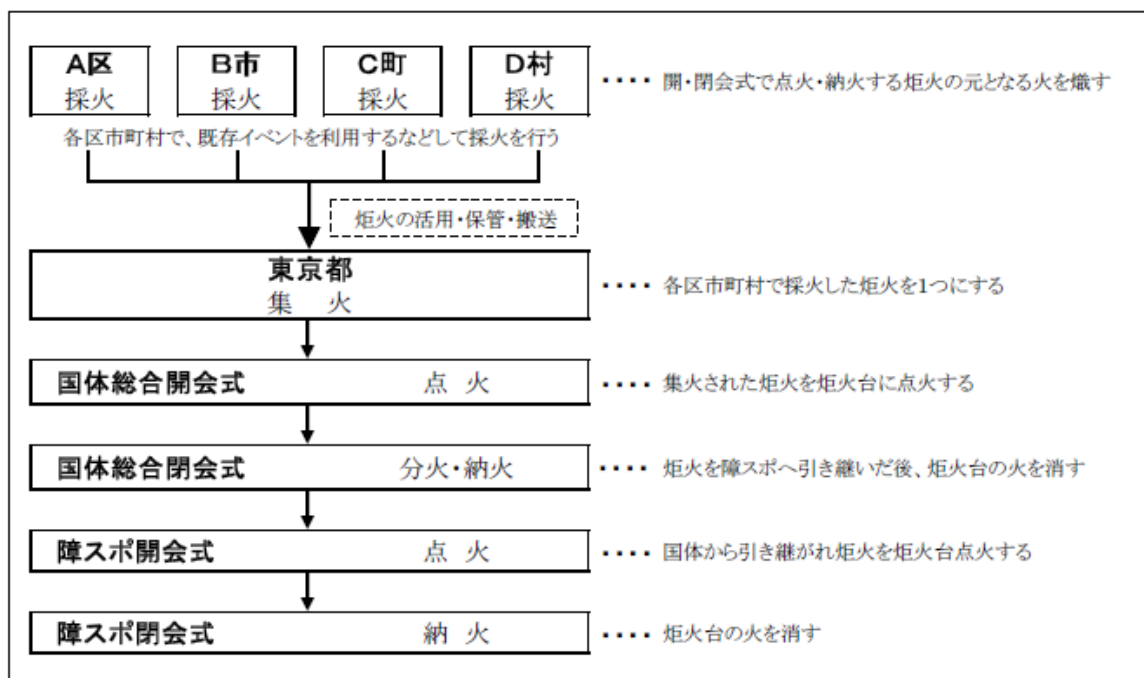 A区 B市 C町 D村
採火 採火 採火 採火 ・・・・ 開・閉会式で点火・納火する炬火の元となる火を熾す
各区市町村で、既存イベントを利用するなどして採火を行う
炬火の活用・保管・搬送
東京都
集 火 ・・・・ 各区市町村で採火した炬火を1つにする
国体総合開会式 点 火 ・・・・ 集火された炬火を炬火台に点火する
国体総合閉会式 分火・納火 ・・・・ 炬火を障スポへ引き継いだ後、炬火台の火を消す
障スポ開会式 点 火 ・・・・ 国体から引き継がれ炬火を炬火台点火する
障スポ閉会式 納 火 ・・・・ 炬火台の火を消す